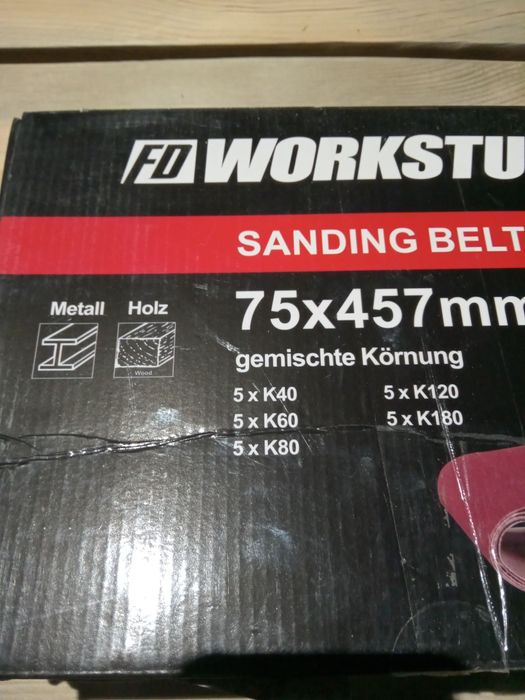 FD WORKSTU
SANDING BELT
Metall Holz
75x457mm
Wood
gemischte Körnung
5 x K40
5 x K60
5 x K80
5 x K120
5 x K180